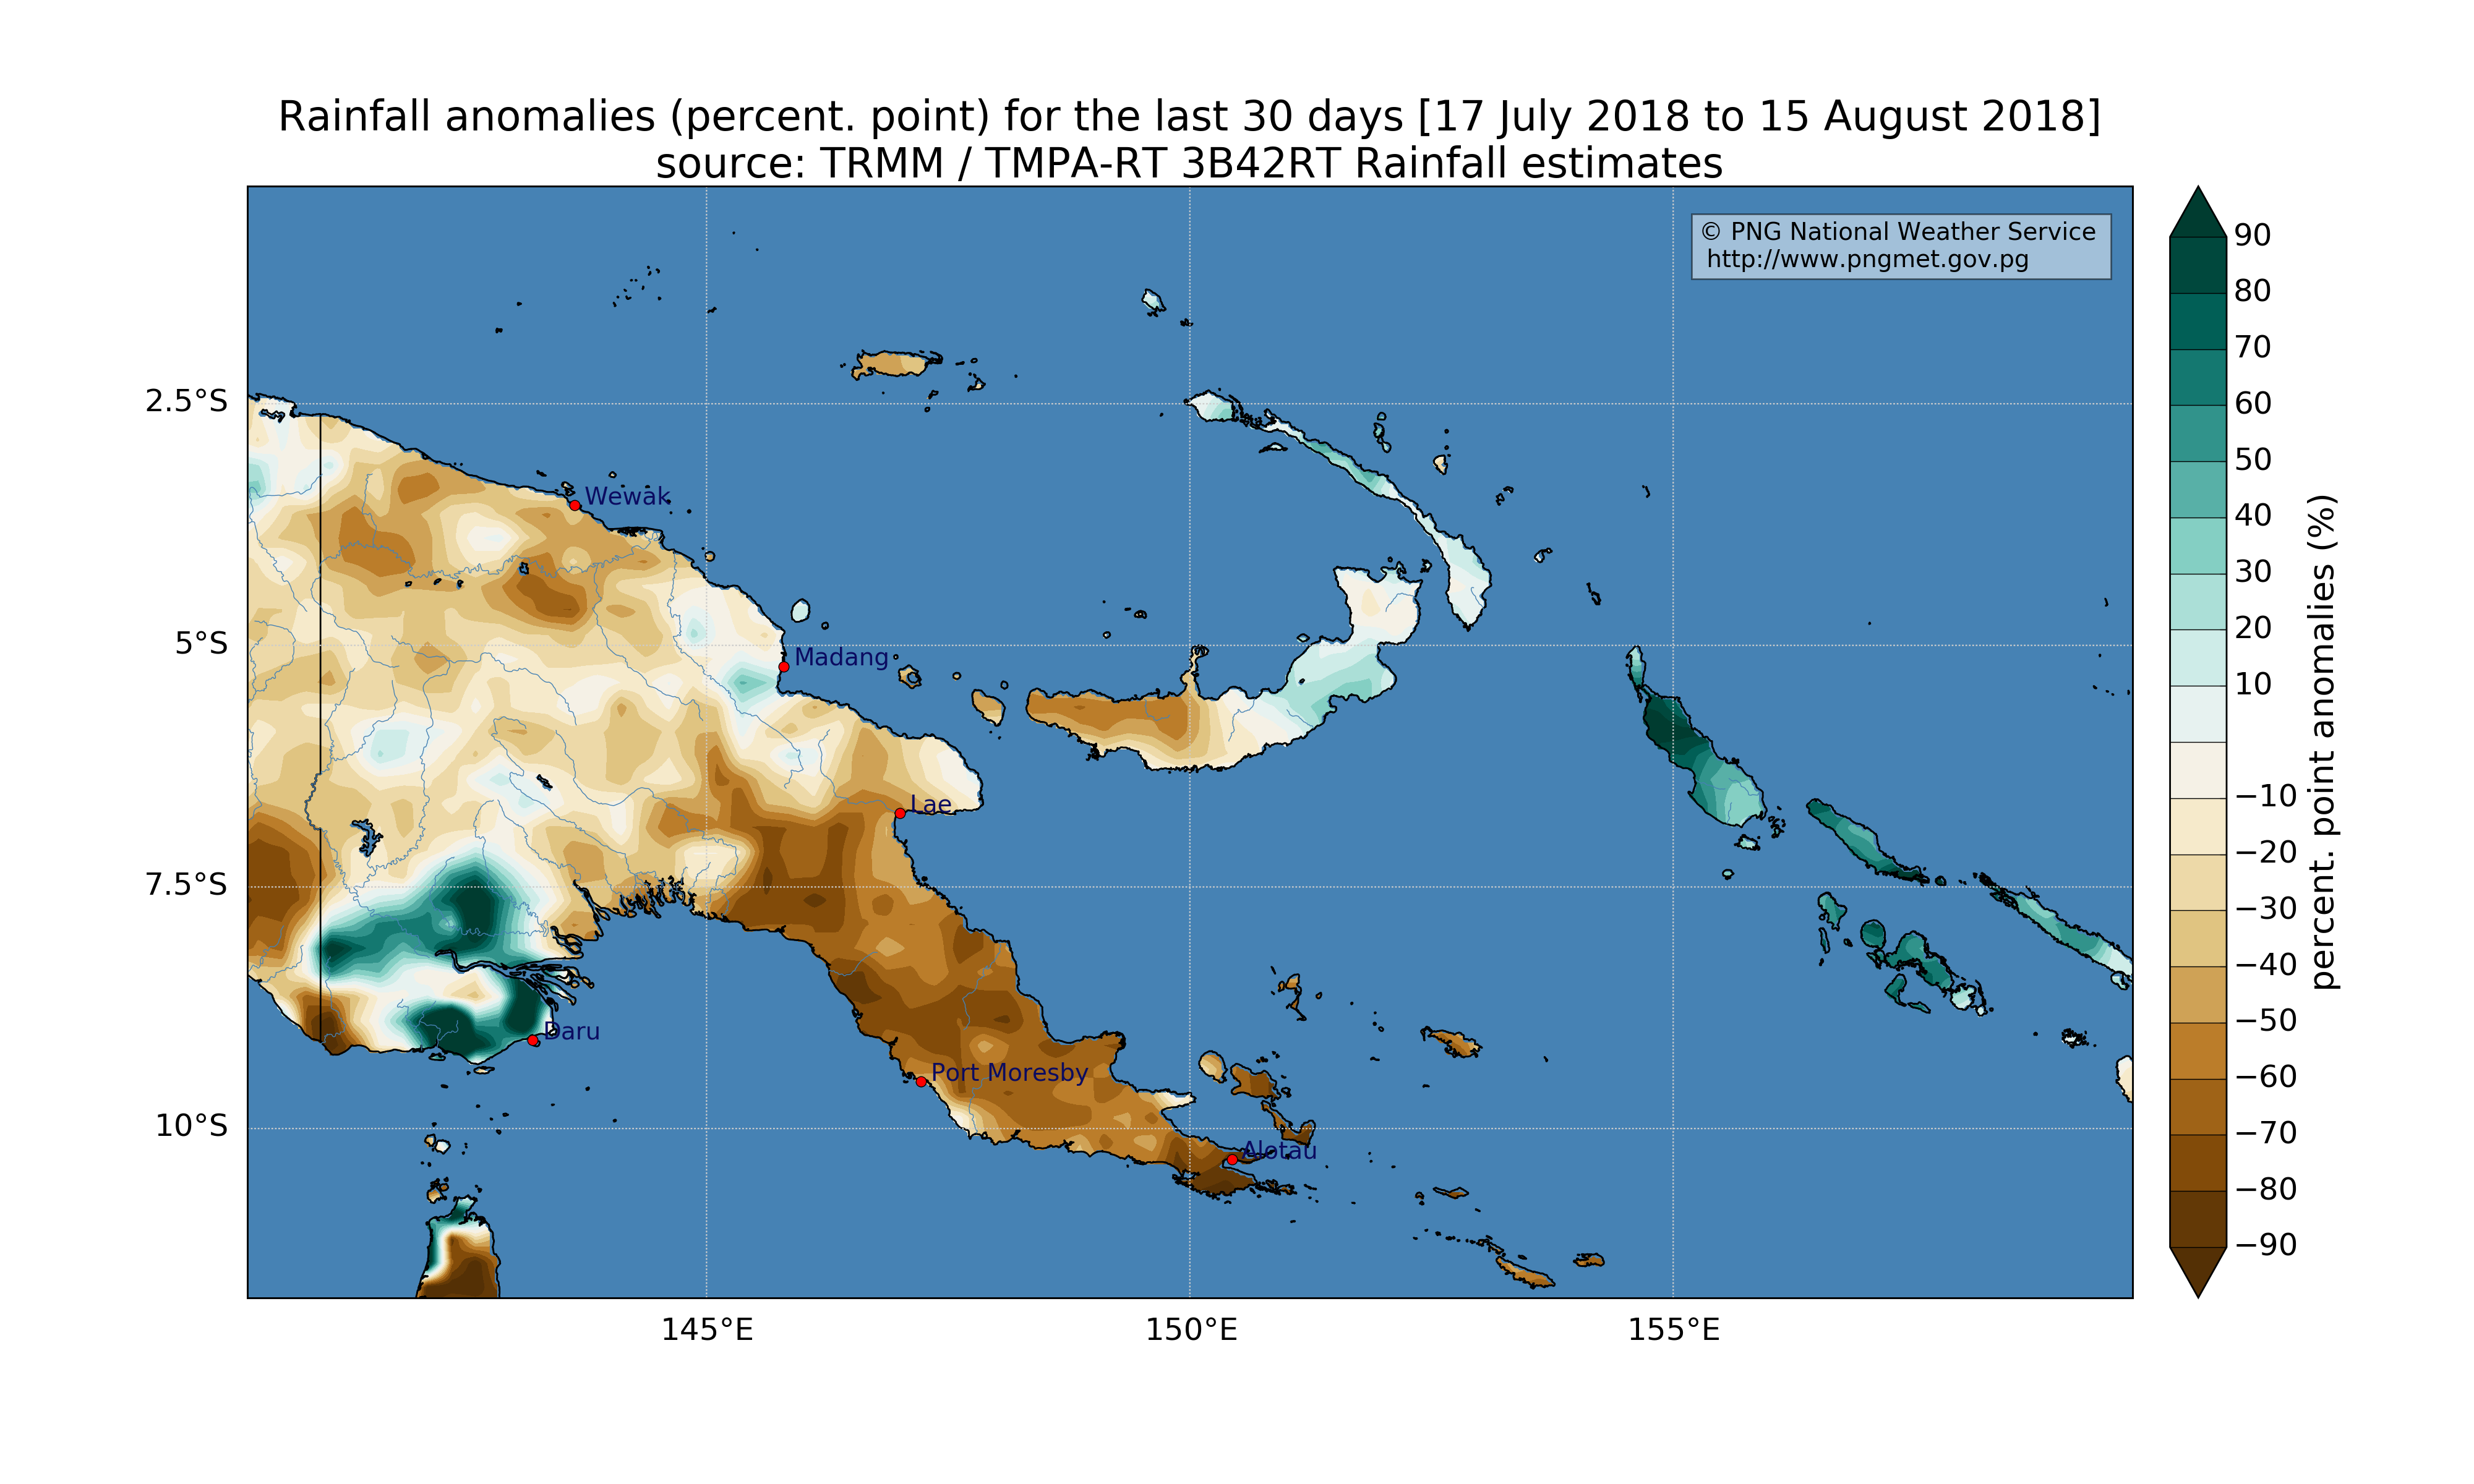 Rainfall anomalies (percent. point) for the last 30 days [17 July 2018 to 15 August 2018]
source: TRMM / TMPA-RT 3B42RT Rainfall estimates
© PNG National Weather Service
http://www.pngmet.gov.pg
2.5°S
5°S
7.5°S
10°S
145°E
150°E
155°E
Wewak
Madang
Lae
Daru
Port Moresby
Alotau
90
80
70
60
50
40
30
20
10
−10
−20
−30
−40
−50
−60
−70
−80
−90
percent. point anomalies (%)